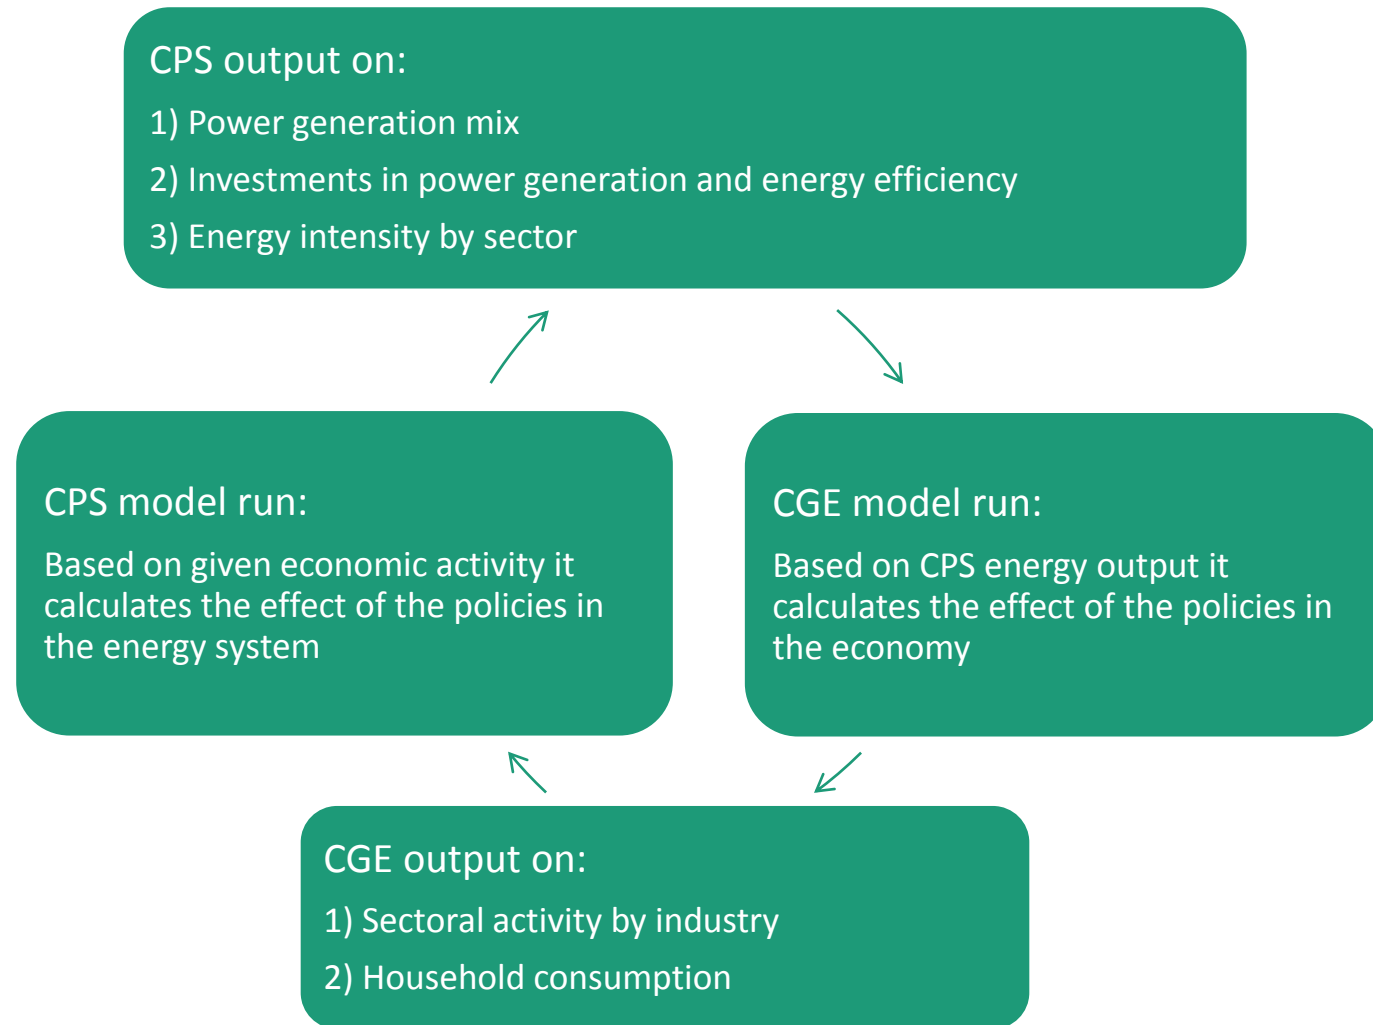 CPS output on:
1) Power generation mix
2) Investments in power generation and energy efficiency
3) Energy intensity by sector
CPS model run:
Based on given economic activity it
calculates the effect of the policies in
the energy system
CGE model run:
Based on CPS energy output it
calculates the effect of the policies in
the economy
CGE output on:
1) Sectoral activity by industry
2) Household consumption